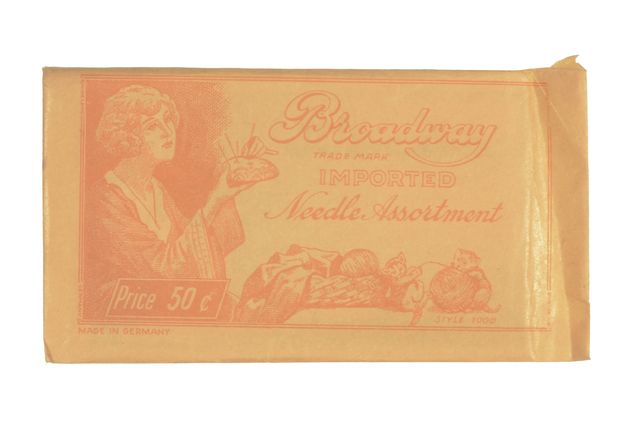 Broadway
TRADE MARK
IMPORTED
Needle Assortment
Price 50 ¢
STYLE 1000
MADE IN GERMANY